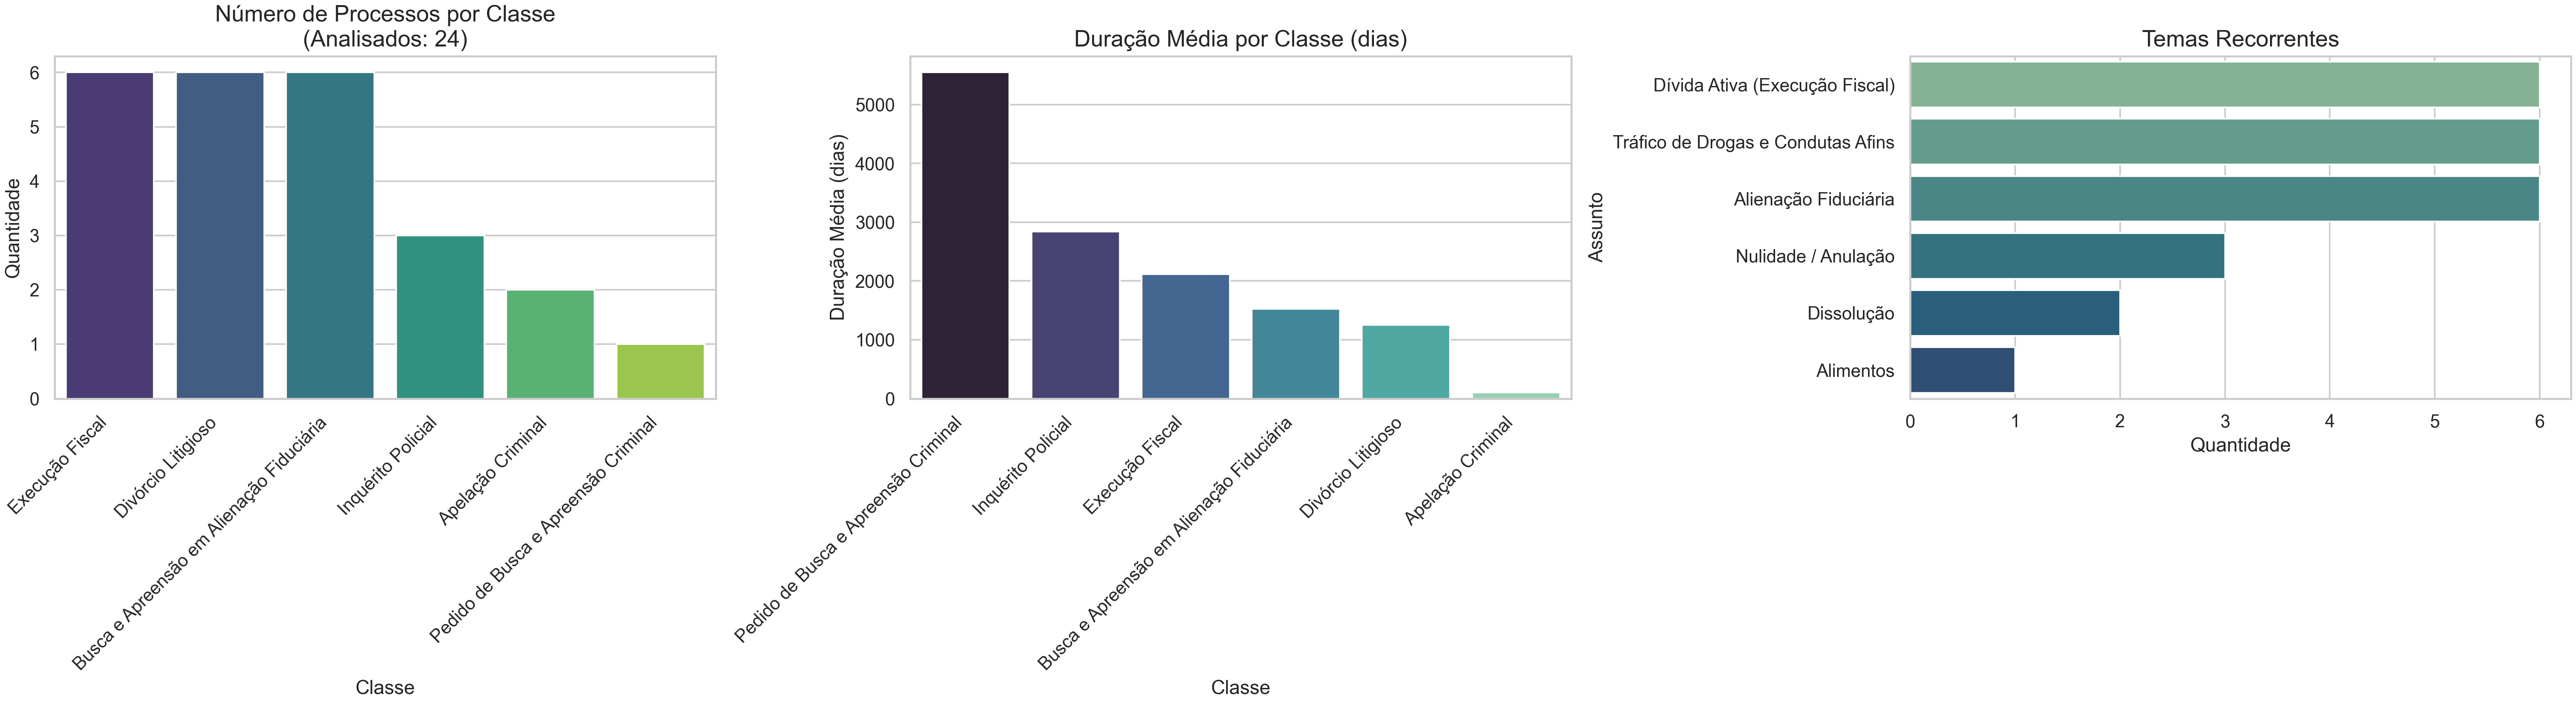 Número de Processos por Classe
(Analisados: 24)
Quantidade
6
5
4
3
2
1
0
Execução Fiscal
Divórcio Litigioso
Busca e Apreensão em Alienação Fiduciária
Inquérito Policial
Apelação Criminal
Pedido de Busca e Apreensão Criminal
Classe
Duração Média por Classe (dias)
Duração Média (dias)
5000
4000
3000
2000
1000
0
Pedido de Busca e Apreensão Criminal
Inquérito Policial
Execução Fiscal
Busca e Apreensão em Alienação Fiduciária
Divórcio Litigioso
Apelação Criminal
Classe
Temas Recorrentes
Assunto
Dívida Ativa (Execução Fiscal)
Tráfico de Drogas e Condutas Afins
Alienação Fiduciária
Nulidade / Anulação
Dissolução
Alimentos
0 1 2 3 4 5 6
Quantidade